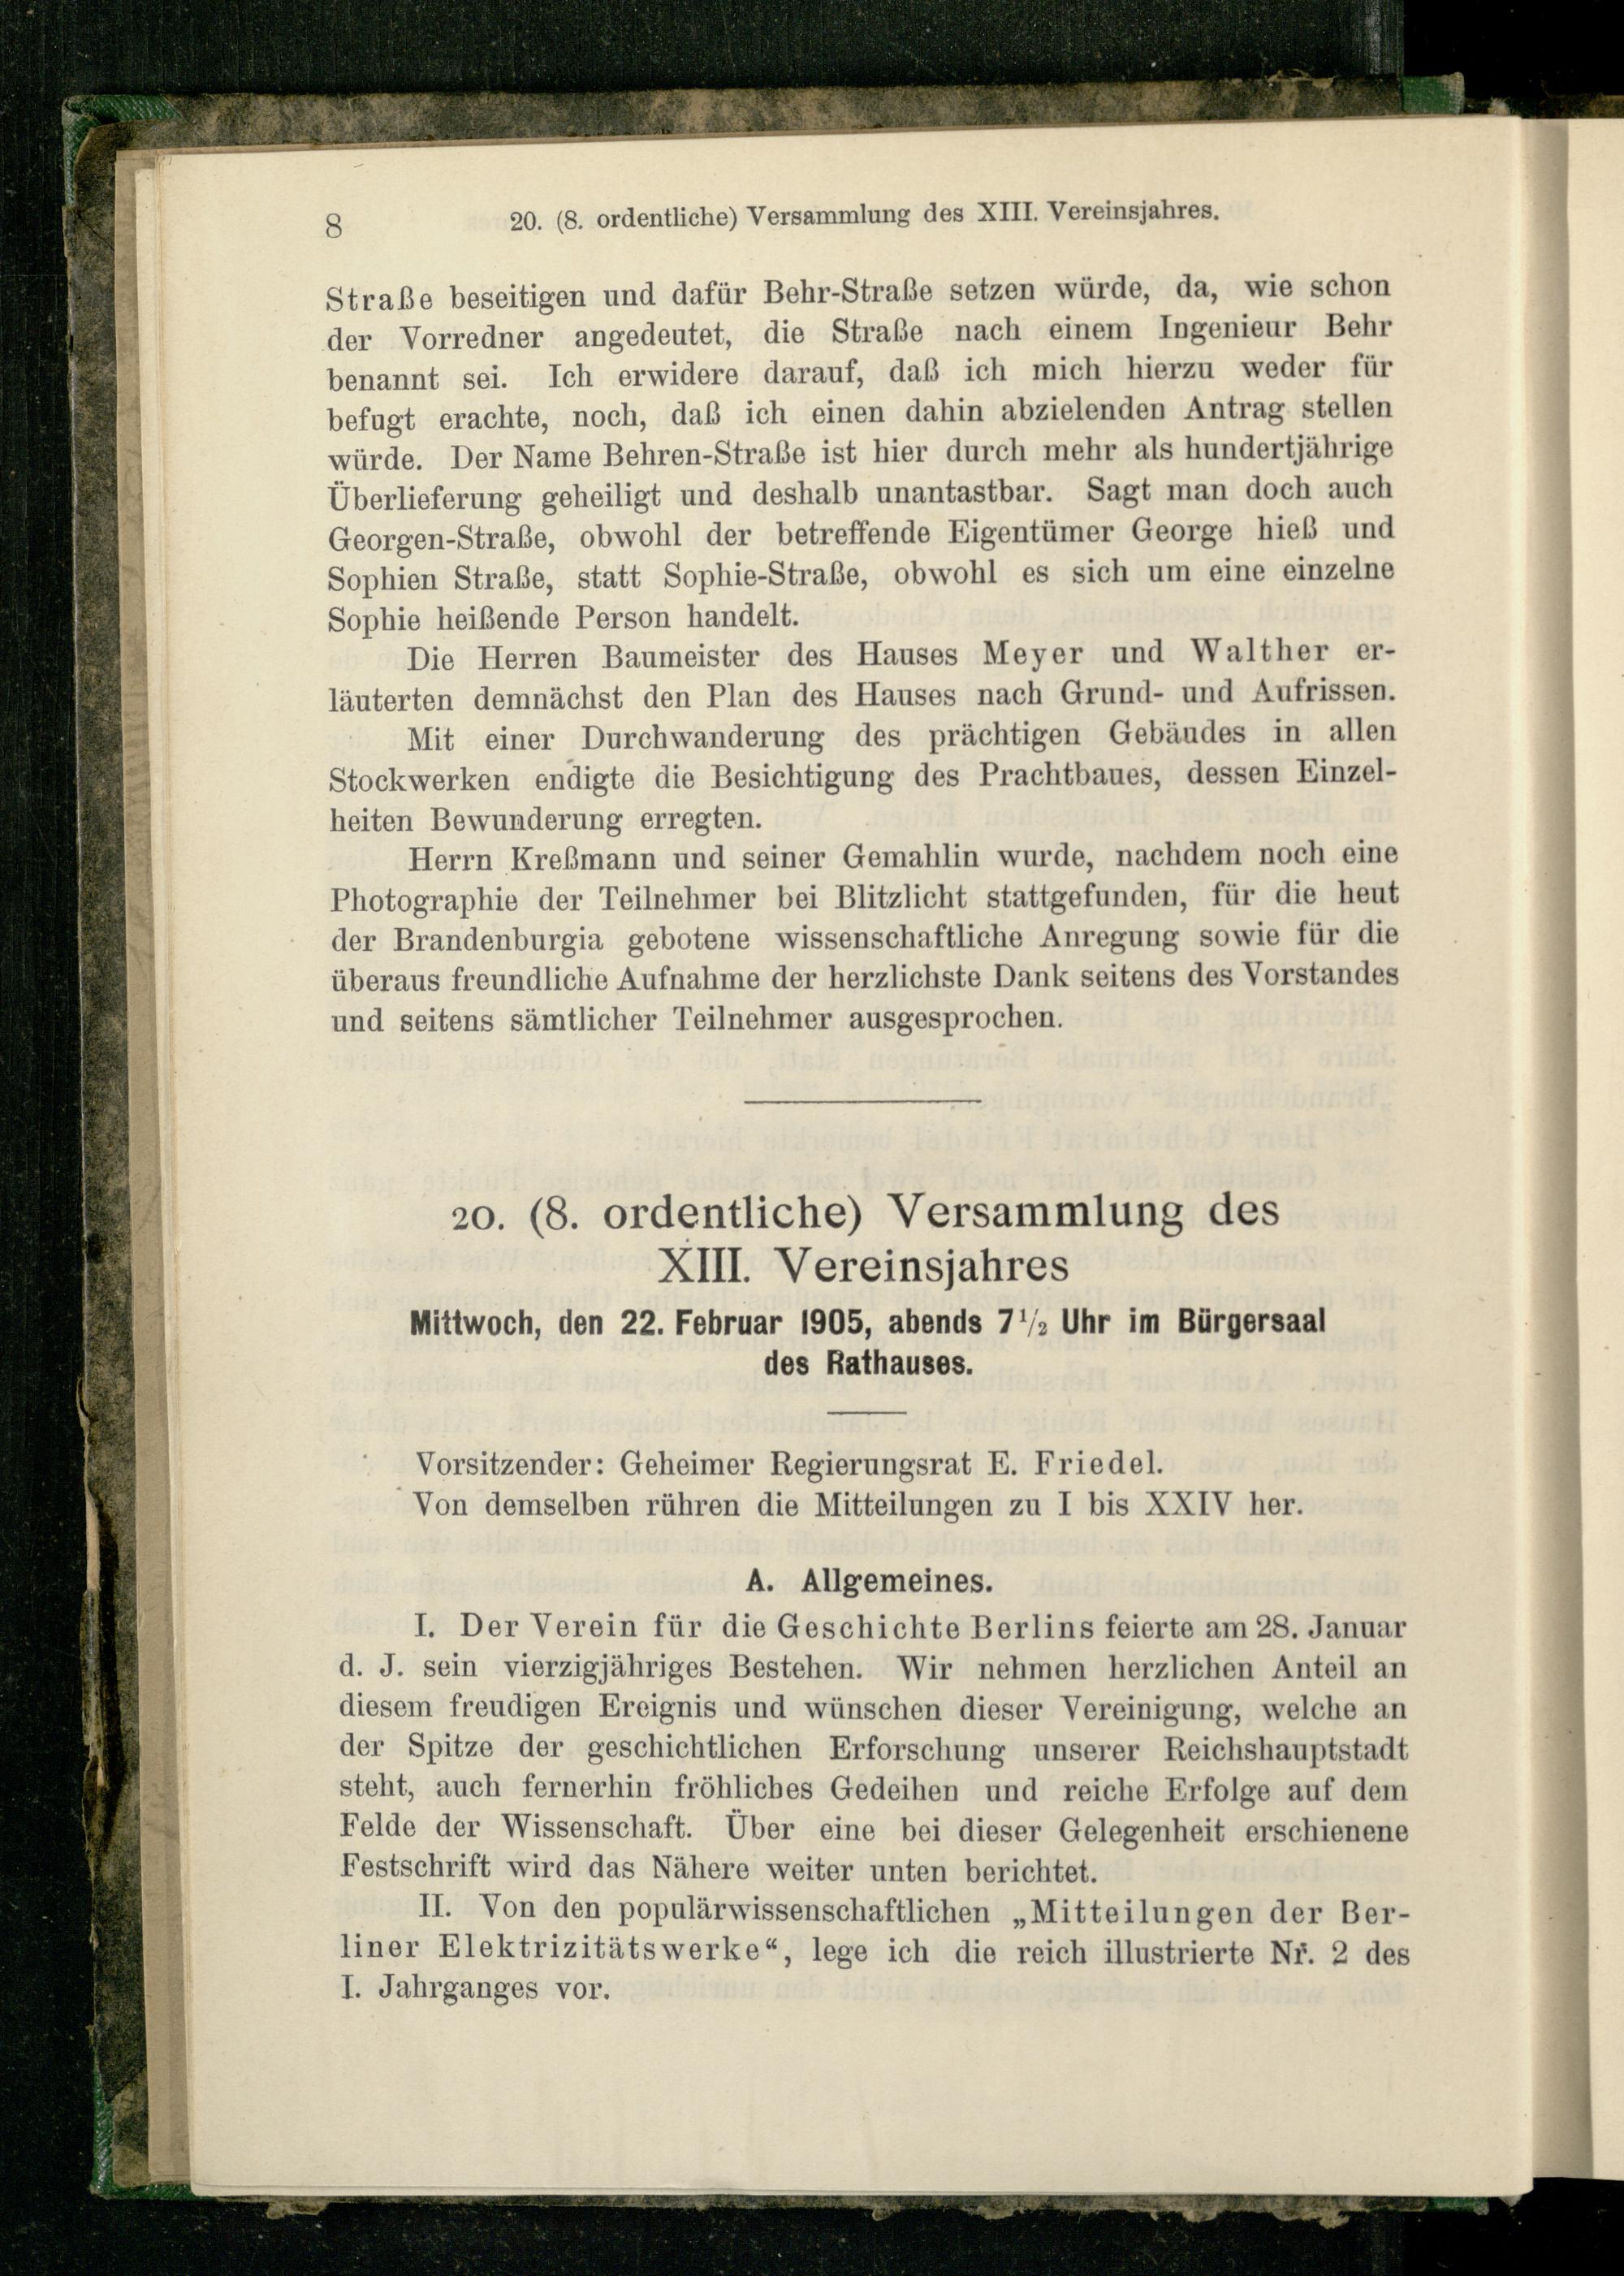 8 20. (8. ordentliche) Versammlung des XIII. Vereinsjahres.
Straße beseitigen und dafür Behr-Straße setzen würde, da, wie schon
der Vorredner angedeutet, die Straße nach einem Ingenieur Behr
benannt sei. Ich erwidere darauf, daß ich mich hierzu weder für
befugt erachte, noch, daß ich einen dahin abzielenden Antrag stellen
würde. Der Name Behren-Straße ist hier durch mehr als hundertjährige
Überlieferung geheiligt und deshalb unantastbar. Sagt man doch auch
Georgen-Straße, obwohl der betreffende Eigentümer George hieß und
Sophien Straße, statt Sophie-Straße, obwohl es sich um eine einzelne
Sophie heißende Person handelt.
Die Herren Baumeister des Hauses Meyer und Walther er-
läuterten demnächst den Plan des Hauses nach Grund- und Aufrissen.
Mit einer Durchwanderung des prächtigen Gebäudes in allen
Stockwerken endigte die Besichtigung des Prachtbaues, dessen Einzel-
heiten Bewunderung erregten.
Herrn Kreßmann und seiner Gemahlin wurde, nachdem noch eine
Photographie der Teilnehmer bei Blitzlicht stattgefunden, für die heut
der Brandenburgia gebotene wissenschaftliche Anregung sowie für die
überaus freundliche Aufnahme der herzlichste Dank seitens des Vorstandes
und seitens sämtlicher Teilnehmer ausgesprochen.
20. (8. ordentliche) Versammlung des
XIII. Vereinsjahres
Mittwoch, den 22. Februar 1905, abends 7½ Uhr im Bürgersaal
des Rathauses.
Vorsitzender: Geheimer Regierungsrat E. Friedel.
Von demselben rühren die Mitteilungen zu I bis XXIV her.
A. Allgemeines.
I. Der Verein für die Geschichte Berlins feierte am 28. Januar
d. J. sein vierzigjähriges Bestehen. Wir nehmen herzlichen Anteil an
diesem freudigen Ereignis und wünschen dieser Vereinigung, welche an
der Spitze der geschichtlichen Erforschung unserer Reichshauptstadt
steht, auch fernerhin fröhliches Gedeihen und reiche Erfolge auf dem
Felde der Wissenschaft. Über eine bei dieser Gelegenheit erschienene
Festschrift wird das Nähere weiter unten berichtet.
II. Von den populärwissenschaftlichen „Mitteilungen der Ber-
liner Elektrizitätswerke“, lege ich die reich illustrierte Nr. 2 des
I. Jahrganges vor.